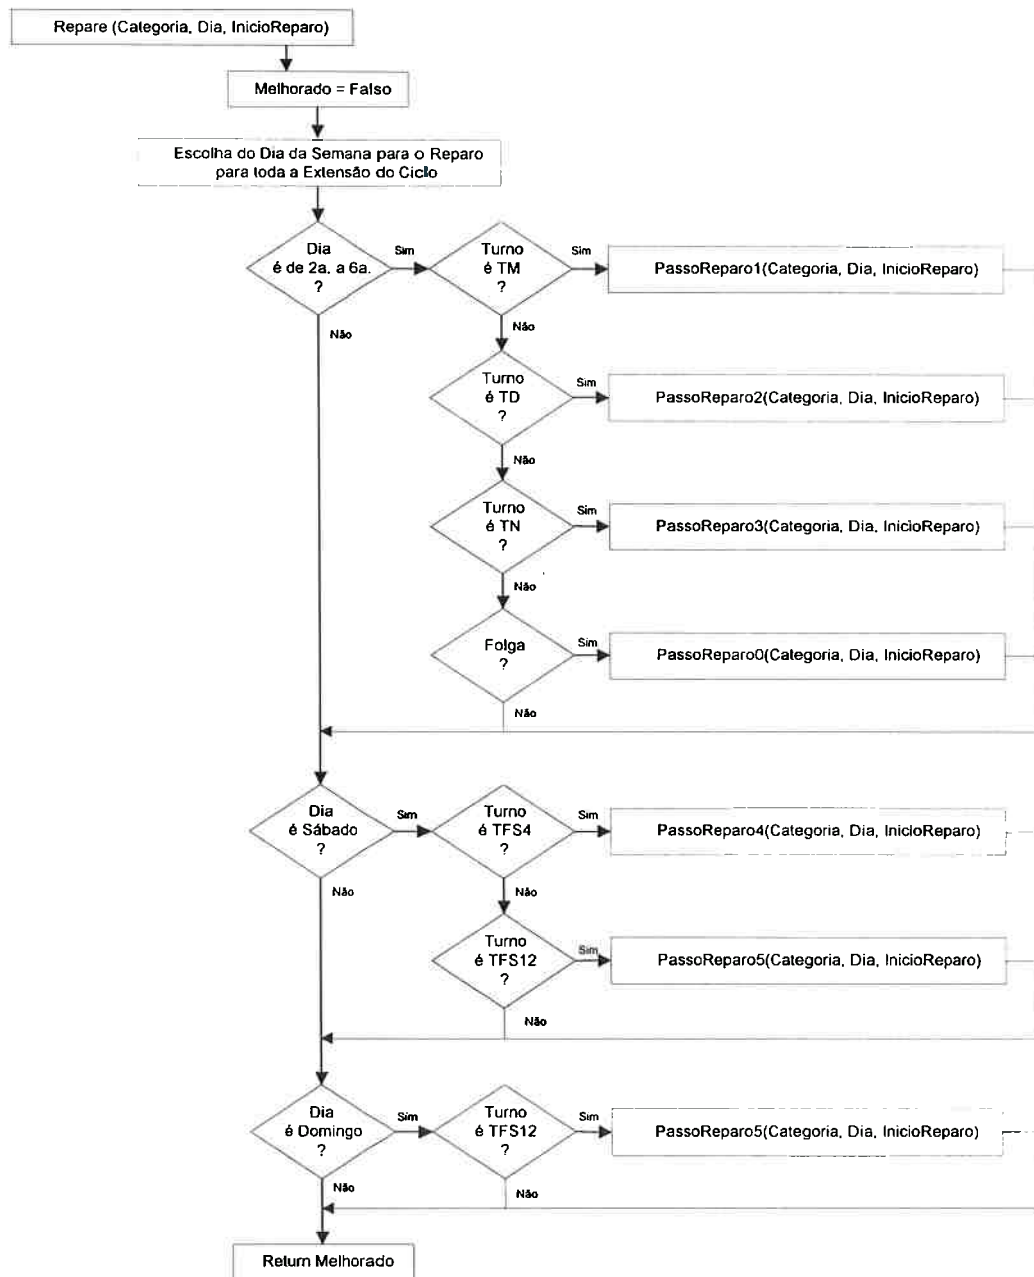 Repare (Categoria, Dia, InicioReparo)
Melhorado = Falso
Escolha do Dia da Semana para o Reparo
para toda a Extensão do Ciclo
Dia
é de 2a. a 6a.
?
Sim
Turno
é TM
?
Sim
PassoReparo1(Categoria, Dia, InicioReparo)
Não
Não
Turno
é TD
?
Sim
PassoReparo2(Categoria, Dia, InicioReparo)
Não
Turno
é TN
?
Sim
PassoReparo3(Categoria, Dia, InicioReparo)
Não
Folga
?
Sim
PassoReparo0(Categoria, Dia, InicioReparo)
Não
Dia
é Sábado
?
Sim
Turno
é TFS4
?
Sim
PassoReparo4(Categoria, Dia, InicioReparo)
Não
Não
Turno
é TFS12
?
Sim
PassoReparo5(Categoria, Dia, InicioReparo)
Não
Dia
é Domingo
?
Sim
Turno
é TFS12
?
Sim
PassoReparo5(Categoria, Dia, InicioReparo)
Não
Não
Return Melhorado